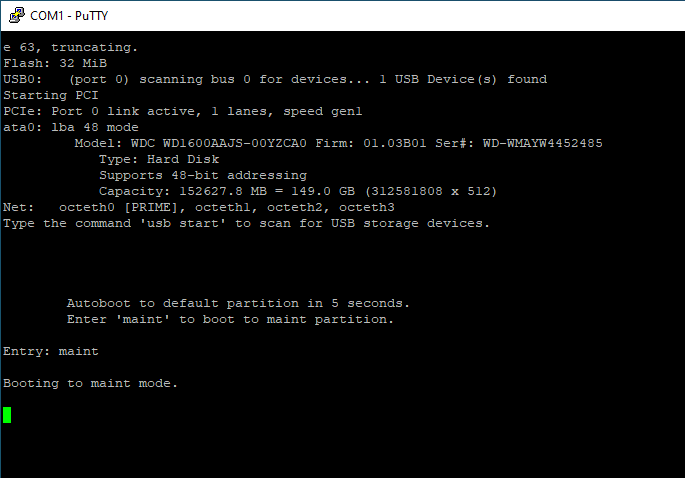 COM1 - PuTTY
e 63, truncating.
Flash: 32 MiB
USB0:   (port 0) scanning bus 0 for devices... 1 USB Device(s) found
Starting PCI
PCIe: Port 0 link active, 1 lanes, speed gen1
ata0: lba 48 mode
         Model: WDC WD1600AAJS-00YZCA0 Firm: 01.03B01 Ser#: WD-WMAYW4452485
            Type: Hard Disk
            Supports 48-bit addressing
            Capacity: 152627.8 MB = 149.0 GB (312581808 x 512)
Net:   octeth0 [PRIME], octeth1, octeth2, octeth3
Type the command 'usb start' to scan for USB storage devices.
        Autoboot to default partition in 5 seconds.
        Enter 'maint' to boot to maint partition.
Entry: maint
Booting to maint mode.